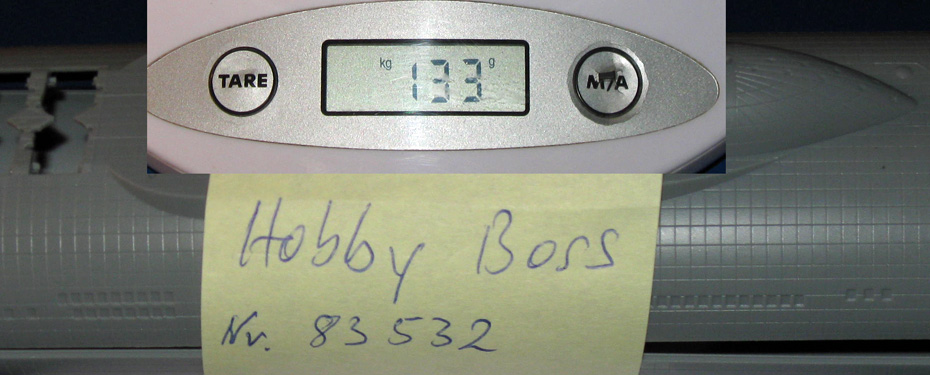 TARE kg 133 g M/A
Hobby Boss
Nr. 83532